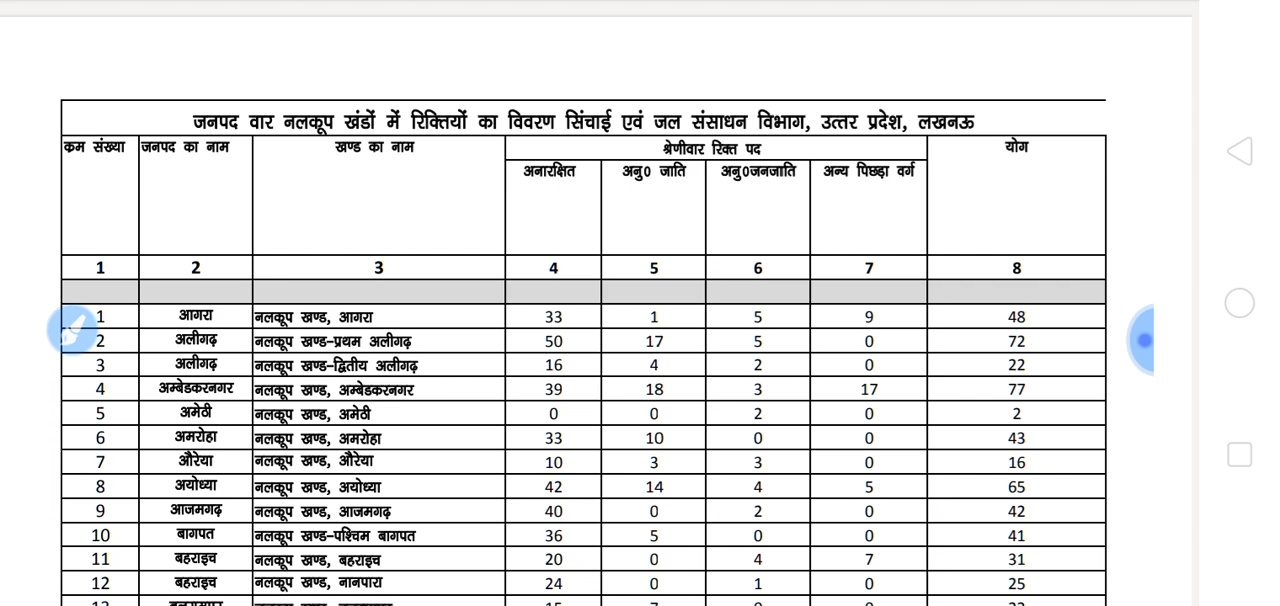 जनपद वार नलकूप खंडों में रिक्तियों का विवरण सिंचाई एवं जल संसाधन विभाग, उत्तर प्रदेश, लखनऊ
क्रम संख्या जनपद का नाम खण्ड का नाम श्रेणीवार रिक्त पद योग
अनारक्षित अनु0 जाति अनु0जनजाति अन्य पिछड़ा वर्ग
1 2 3 4 5 6 7 8
1 आगरा नलकूप खण्ड, आगरा 33 1 5 9 48
2 अलीगढ़ नलकूप खण्ड-प्रथम अलीगढ़ 50 17 5 0 72
3 अलीगढ़ नलकूप खण्ड-द्वितीय अलीगढ़ 16 4 2 0 22
4 अम्बेडकरनगर नलकूप खण्ड, अम्बेडकरनगर 39 18 3 17 77
5 अमेठी नलकूप खण्ड, अमेठी 0 0 2 0 2
6 अमरोहा नलकूप खण्ड, अमरोहा 33 10 0 0 43
7 औरेया नलकूप खण्ड, औरेया 10 3 3 0 16
8 अयोध्या नलकूप खण्ड, अयोध्या 42 14 4 5 65
9 आजमगढ़ नलकूप खण्ड, आजमगढ़ 40 0 2 0 42
10 बागपत नलकूप खण्ड-पश्चिम बागपत 36 5 0 0 41
11 बहराइच नलकूप खण्ड, बहराइच 20 0 4 7 31
12 बहराइच नलकूप खण्ड, नानपारा 24 0 1 0 25